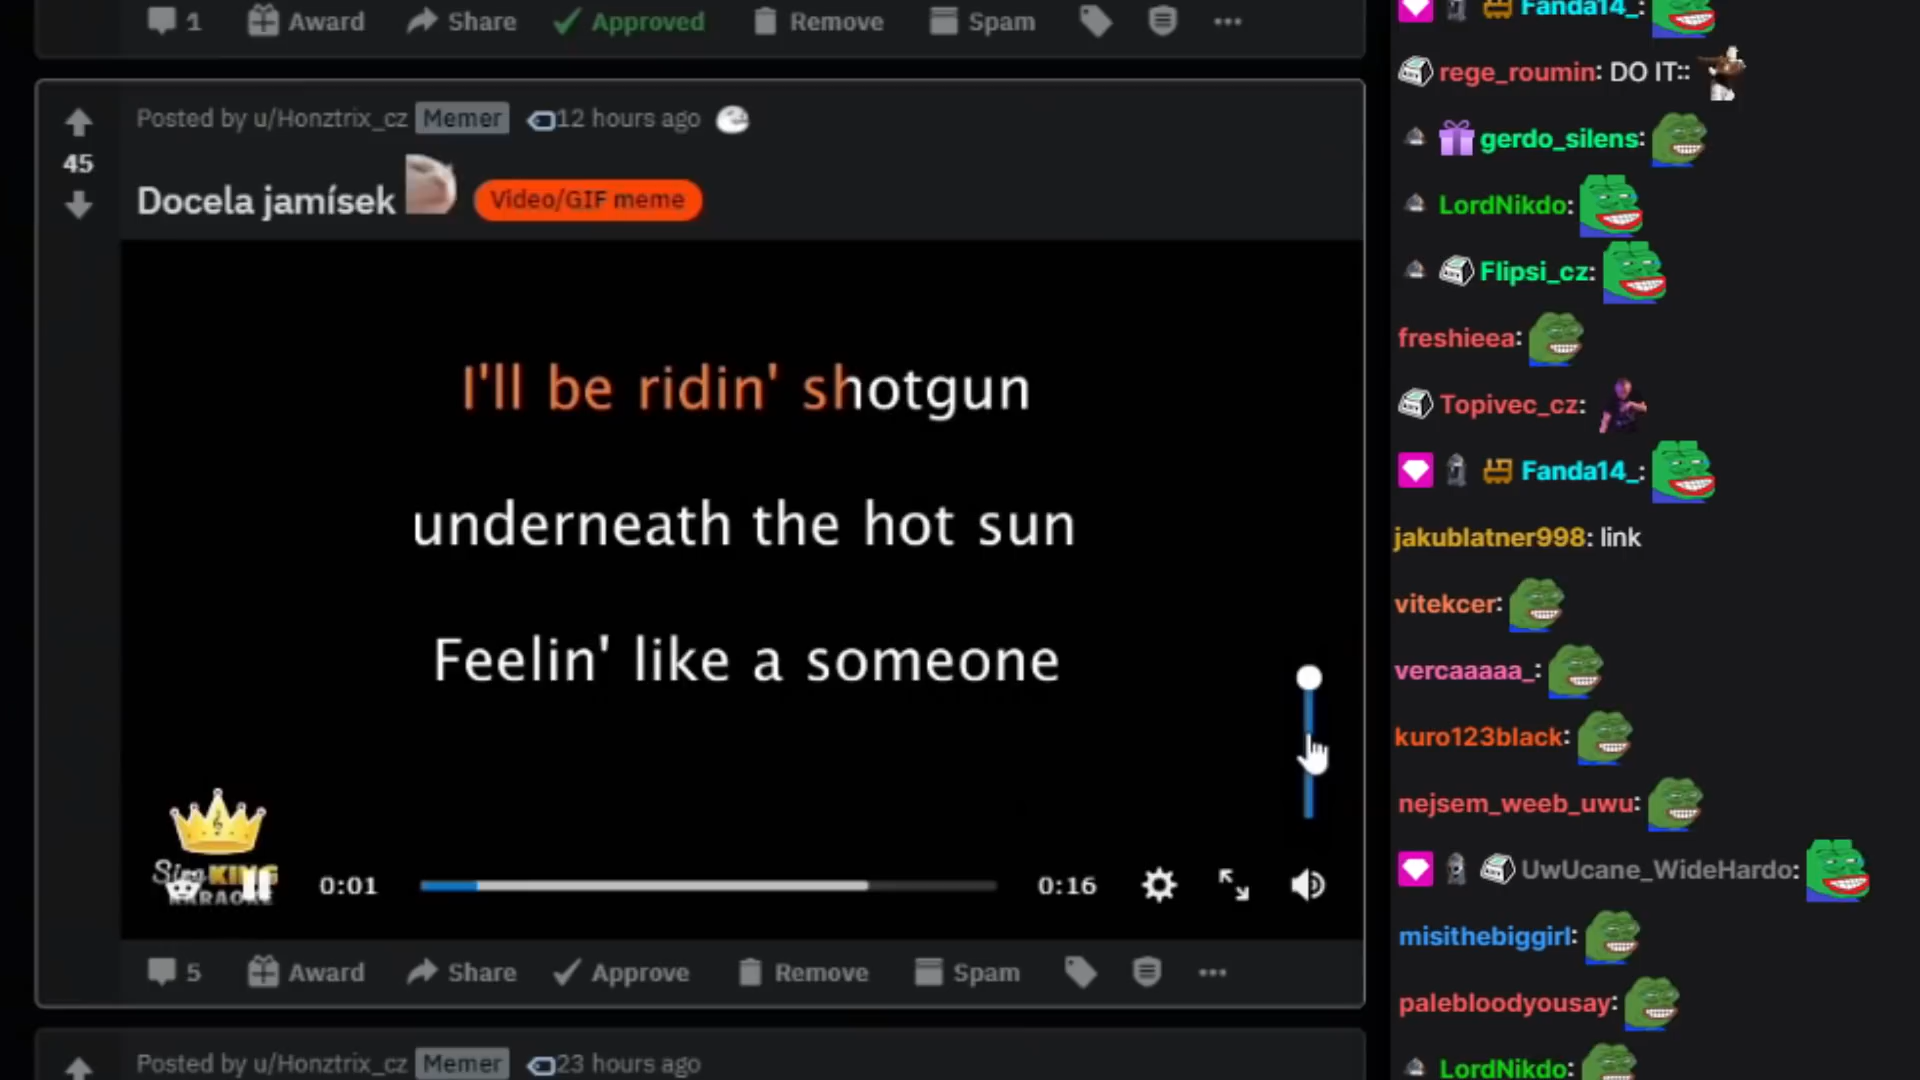 1 Award Share Approved Remove Spam
Posted by u/Honztrix_cz Memer 12 hours ago
45
Docela jamísek Video/GIF meme
I'll be ridin' shotgun
underneath the hot sun
Feelin' like a someone
Sing KING
KARAOKE
0:01 0:16
5 Award Share Approve Remove Spam
Posted by u/Honztrix_cz Memer 23 hours ago
Fanda14_:
rege_roumin: DO IT::
gerdo_silens:
LordNikdo:
Flipsi_cz:
freshieea:
Topivec_cz:
Fanda14_:
jakublatner998: link
vitekcer:
vercaaaaa_:
kuro123black:
nejsem_weeb_uwu:
UwUcane_WideHardo:
misithebiggirl:
palebloodyousay:
LordNikdo: